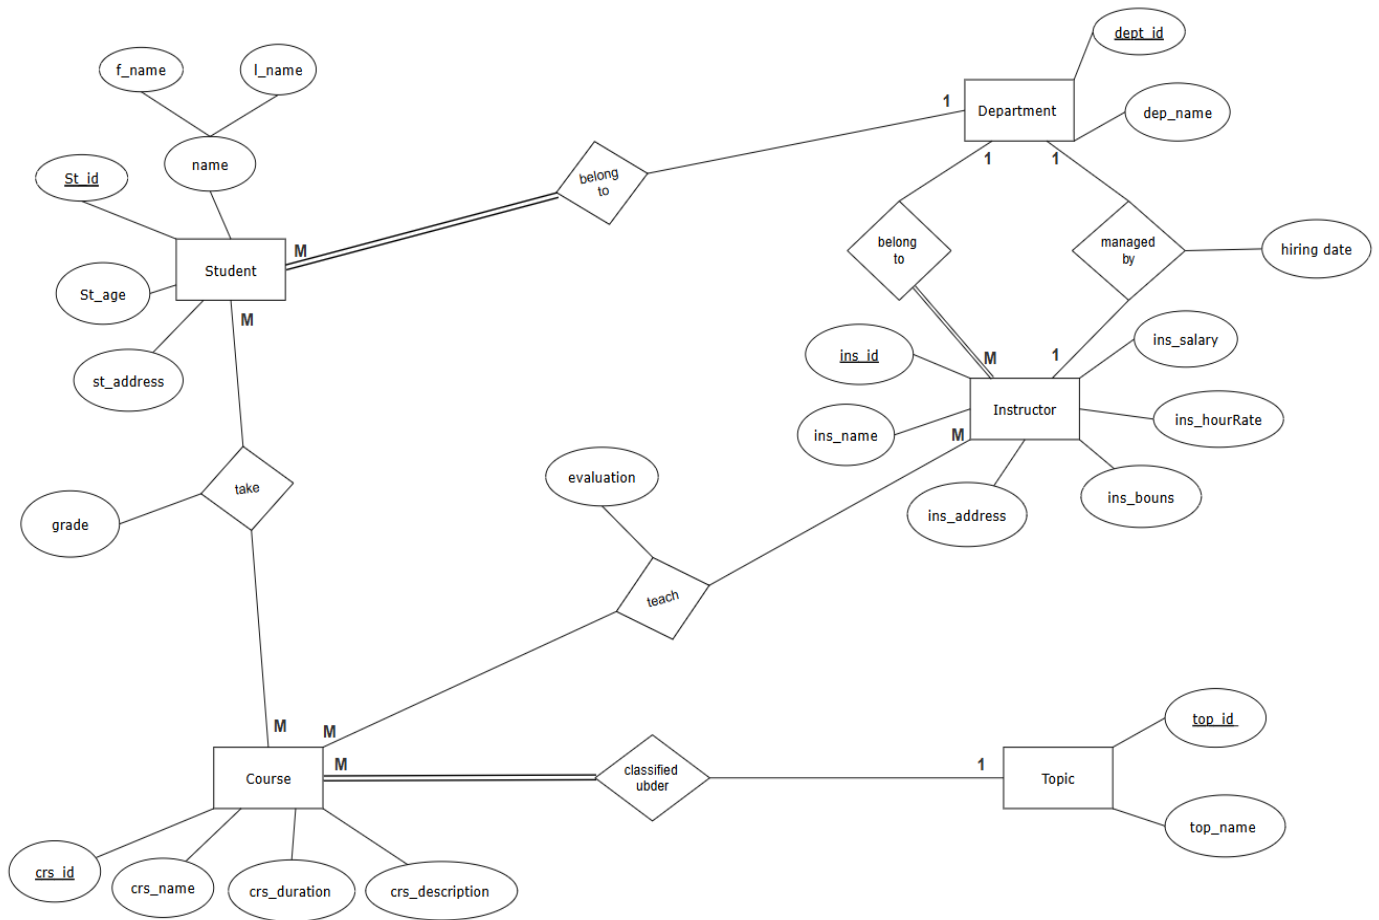 dept_id
f_name
l_name
1
Department
dep_name
name
1
1
St_id
belong
to
M
belong
to
managed
by
hiring date
Student
St_age
M
ins_salary
ins_id
M
1
st_address
Instructor
ins_hourRate
ins_name
M
evaluation
take
ins_bouns
grade
ins_address
teach
top_id
M
M
M
1
Course
classified
ubder
Topic
top_name
crs_id
crs_name
crs_duration
crs_description